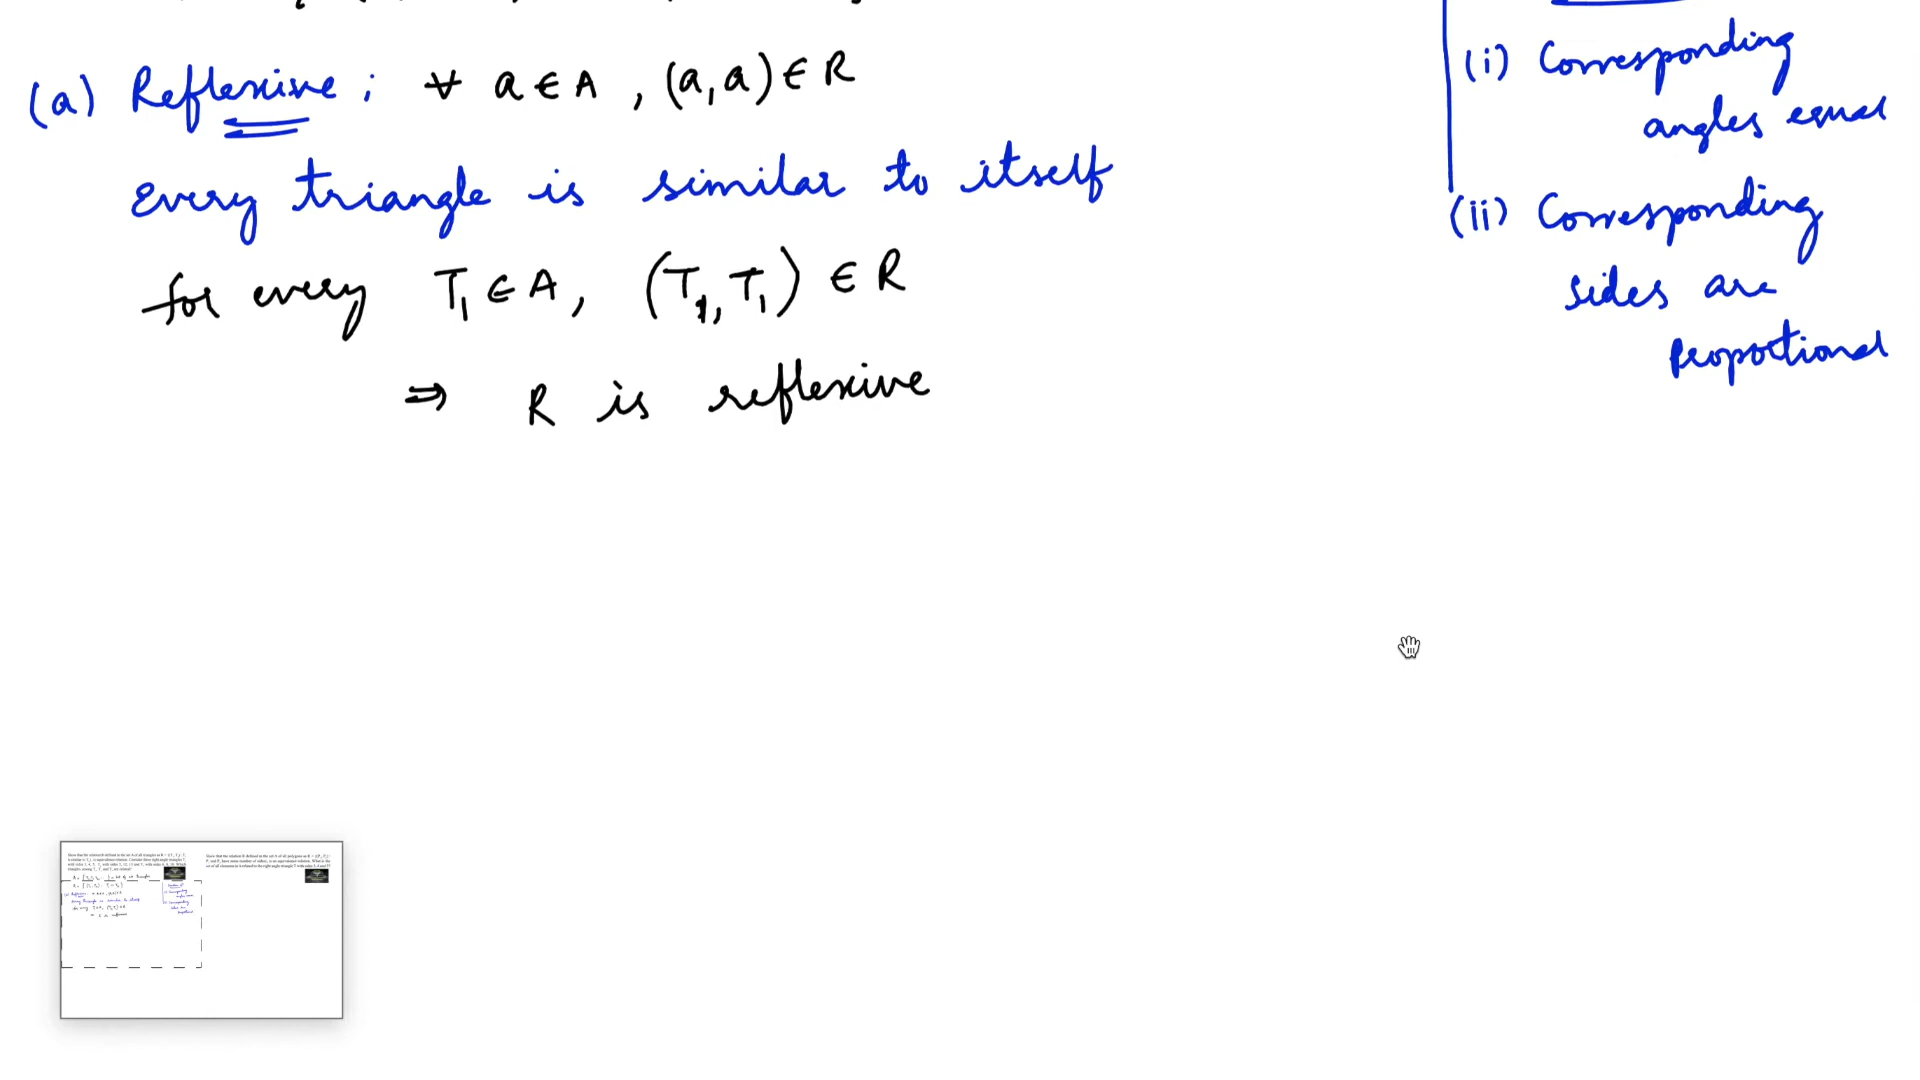 (a) Reflexive ; ∀ a ∈ A , (a, a) ∈ R
Every triangle is similar to itself
for every T₁ ∈ A, (T₁, T₁) ∈ R
⇒ R is reflexive
(i) Corresponding
angles equal
(ii) Corresponding
sides are
Proportional